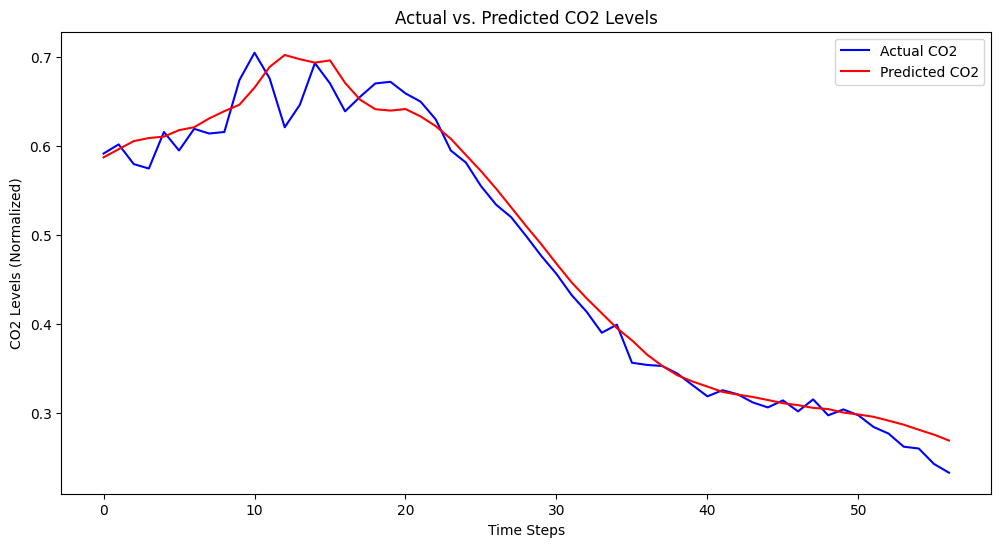 Actual vs. Predicted CO2 Levels
Actual CO2
Predicted CO2
CO2 Levels (Normalized)
0.7
0.6
0.5
0.4
0.3
0 10 20 30 40 50
Time Steps